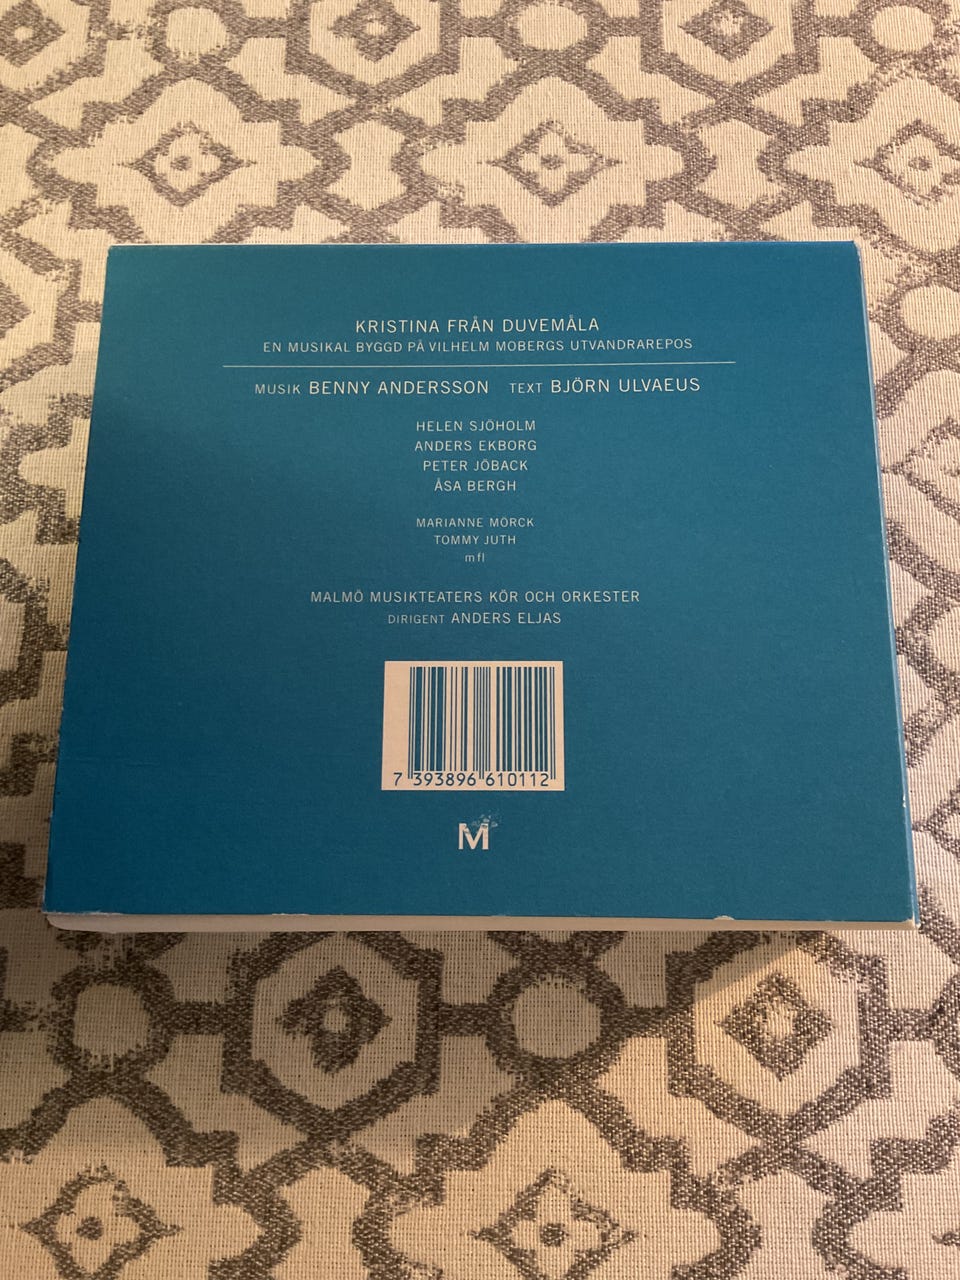 KRISTINA FRÅN DUVEMÅLA
EN MUSIKAL BYGGD PÅ VILHELM MOBERGS UTVANDRAREPOS
MUSIK BENNY ANDERSSON TEXT BJÖRN ULVAEUS
HELEN SJÖHOLM
ANDERS EKBORG
PETER JÖBACK
ÅSA BERGH
MARIANNE MÖRCK
TOMMY JUTH
mfl
MALMÖ MUSIKTEATERS KÖR OCH ORKESTER
DIRIGENT ANDERS ELJAS
7 393896 610112
M